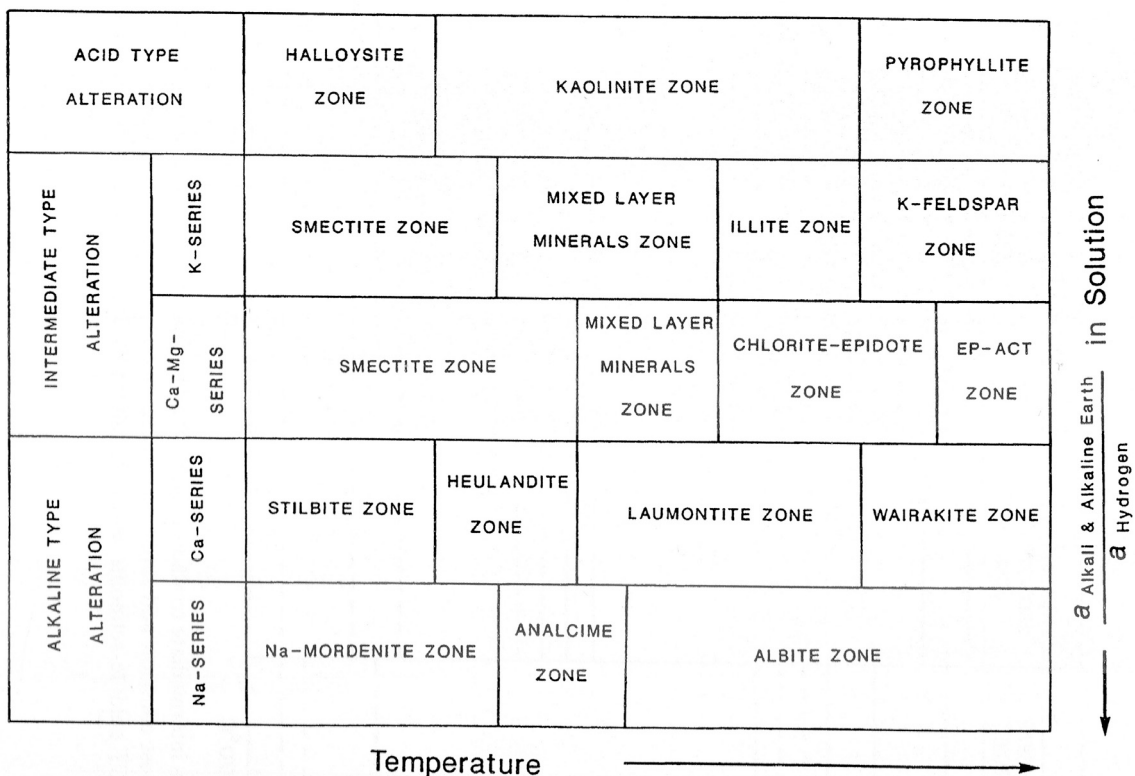 ACID TYPE
ALTERATION
HALLOYSITE
ZONE
KAOLINITE ZONE
PYROPHYLLITE
ZONE
INTERMEDIATE TYPE
ALTERATION
K-SERIES
SMECTITE ZONE
MIXED LAYER
MINERALS ZONE
ILLITE ZONE
K-FELDSPAR
ZONE
Ca-Mg-
SERIES
SMECTITE ZONE
MIXED LAYER
MINERALS
ZONE
CHLORITE-EPIDOTE
ZONE
EP-ACT
ZONE
ALKALINE TYPE
ALTERATION
Ca-SERIES
STILBITE ZONE
HEULANDITE
ZONE
LAUMONTITE ZONE
WAIRAKITE ZONE
Na-SERIES
Na-MORDENITE ZONE
ANALCIME
ZONE
ALBITE ZONE
Temperature
a Alkali & Alkaline Earth
a Hydrogen
in Solution